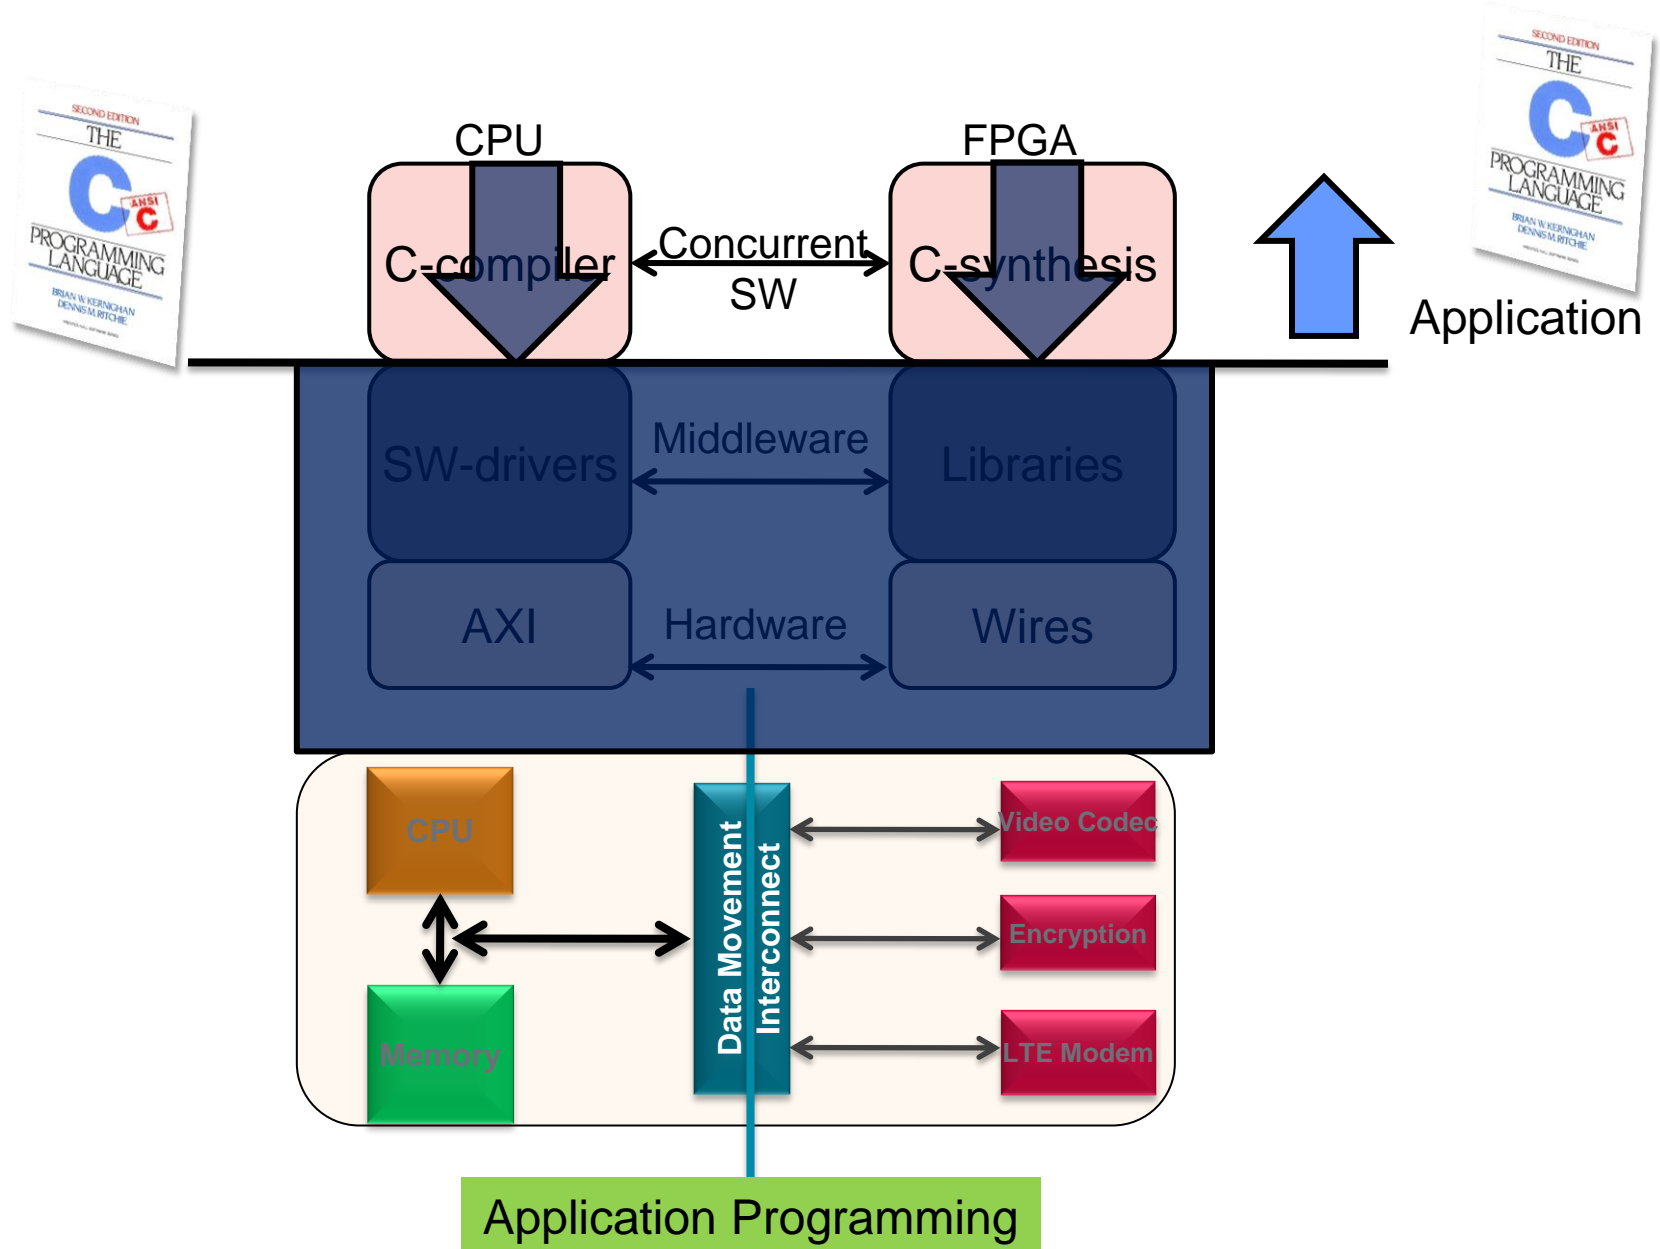 SECOND EDITION
THE
C
ANSI
C
PROGRAMMING
LANGUAGE
BRIAN W. KERNIGHAN
DENNIS M. RITCHIE
SECOND EDITION
THE
C
ANSI
C
PROGRAMMING
LANGUAGE
BRIAN W. KERNIGHAN
DENNIS M. RITCHIE
CPU
FPGA
C-compiler
Concurrent
SW
C-synthesis
Application
SW-drivers
Middleware
Libraries
AXI
Hardware
Wires
CPU
Memory
Data Movement
Interconnect
Video Codec
Encryption
LTE Modem
Application Programming